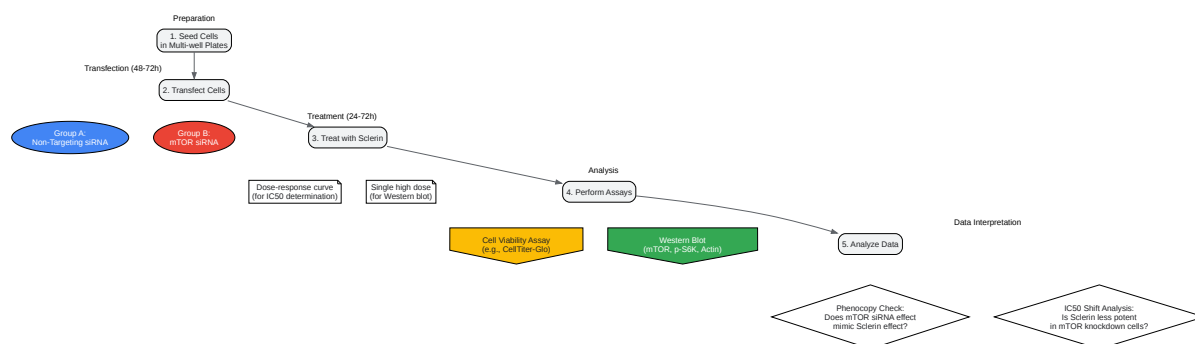 Preparation
1. Seed Cells
in Multi-well Plates
Transfection (48-72h)
2. Transfect Cells
Group A:
Non-Targeting siRNA
Group B:
mTOR siRNA
Treatment (24-72h)
3. Treat with Sclerin
Dose-response curve
(for IC50 determination)
Single high dose
(for Western blot)
Analysis
4. Perform Assays
Cell Viability Assay
(e.g., CellTiter-Glo)
Western Blot
(mTOR, p-S6K, Actin)
Data Interpretation
5. Analyze Data
Phenocopy Check:
Does mTOR siRNA effect
mimic Sclerin effect?
IC50 Shift Analysis:
Is Sclerin less potent
in mTOR knockdown cells?